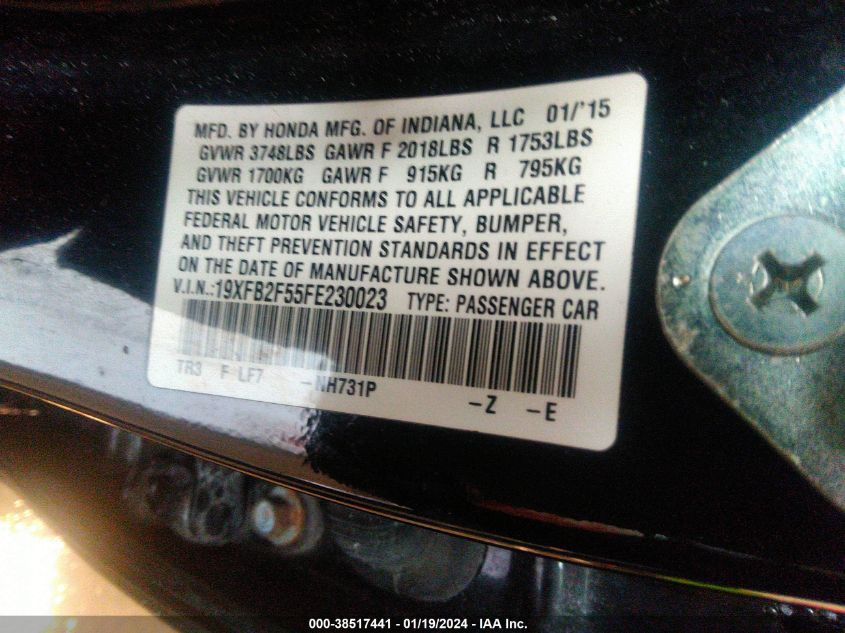 MFD. BY HONDA MFG. OF INDIANA, LLC 01/'15
GVWR 3748LBS GAWR F 2018LBS R 1753LBS
GVWR 1700KG GAWR F 915KG R 795KG
THIS VEHICLE CONFORMS TO ALL APPLICABLE
FEDERAL MOTOR VEHICLE SAFETY, BUMPER,
AND THEFT PREVENTION STANDARDS IN EFFECT
ON THE DATE OF MANUFACTURE SHOWN ABOVE.
V.I.N.:19XFB2F55FE230023 TYPE: PASSENGER CAR
TR3 F LF7 -NH731P -Z -E
000-38517441 - 01/19/2024 - IAA Inc.